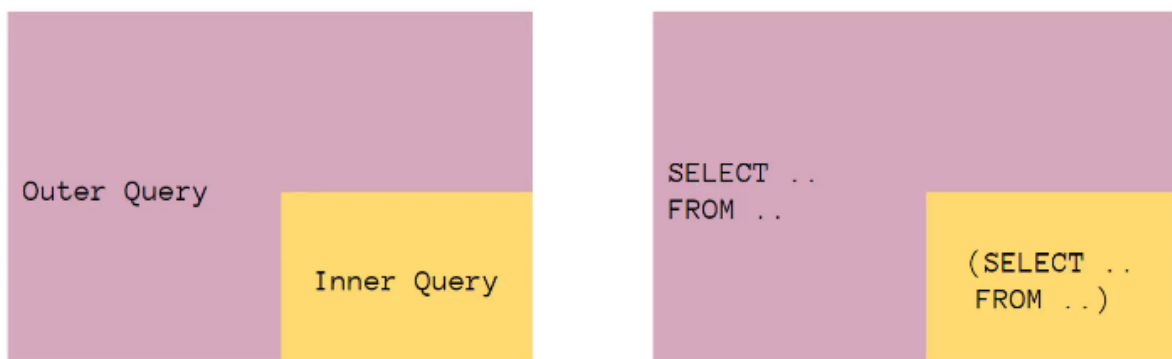 Outer Query
Inner Query
SELECT ..
FROM ..
(SELECT ..
FROM ..)